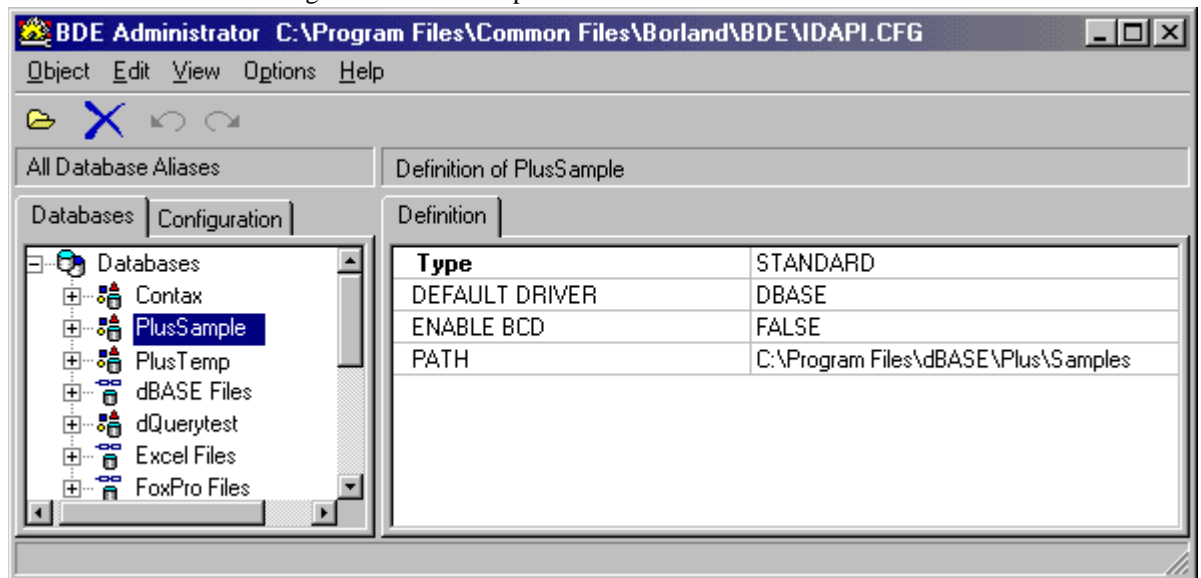 BDE Administrator C:\Program Files\Common Files\Borland\BDE\IDAPI.CFG
Object Edit View Options Help
All Database Aliases
Definition of PlusSample
Databases Configuration
Definition
Databases
Contax
PlusSample
PlusTemp
dBASE Files
dQuerytest
Excel Files
FoxPro Files
Type STANDARD
DEFAULT DRIVER DBASE
ENABLE BCD FALSE
PATH C:\Program Files\dBASE\Plus\Samples